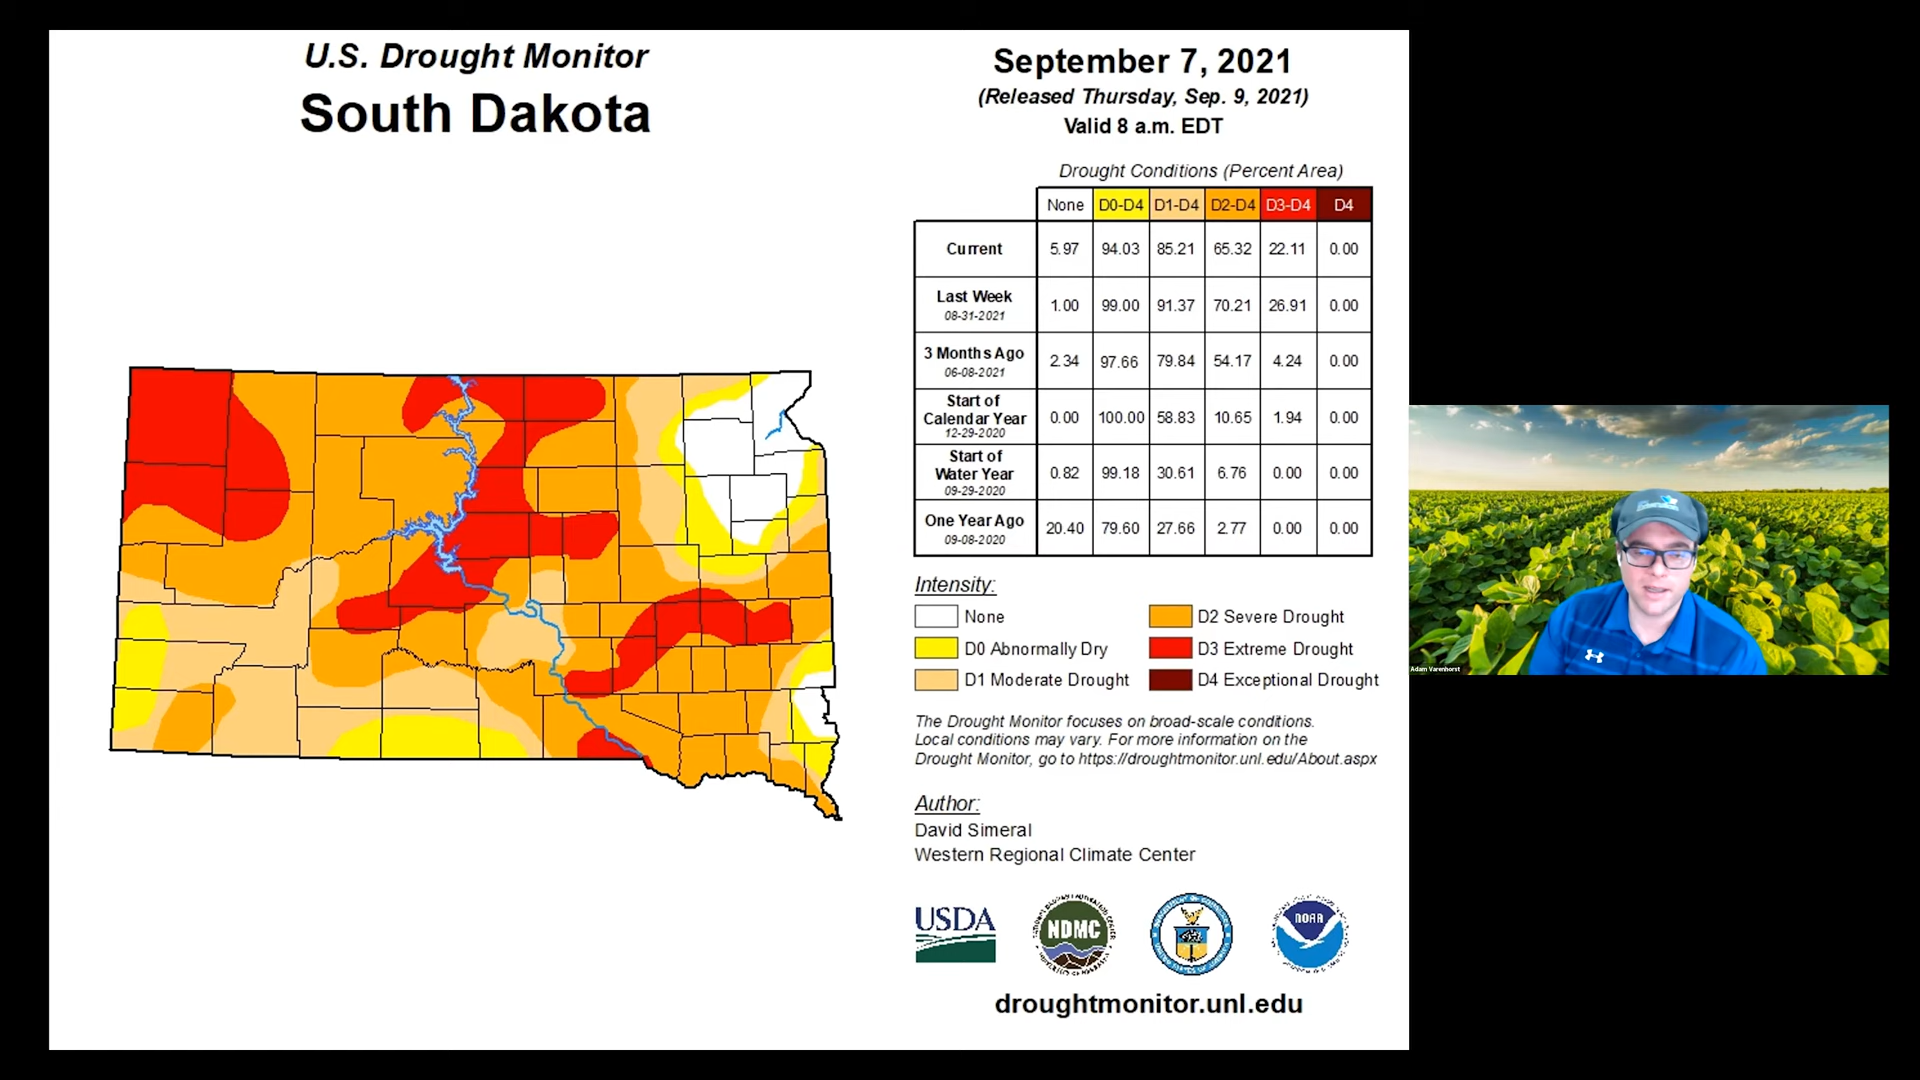 U.S. Drought Monitor
South Dakota
September 7, 2021
(Released Thursday, Sep. 9, 2021)
Valid 8 a.m. EDT
Drought Conditions (Percent Area)
None D0-D4 D1-D4 D2-D4 D3-D4 D4
Current 5.97 94.03 85.21 65.32 22.11 0.00
Last Week 08-31-2021 1.00 99.00 91.37 70.21 26.91 0.00
3 Months Ago 06-08-2021 2.34 97.66 79.84 54.17 4.24 0.00
Start of Calendar Year 12-29-2020 0.00 100.00 58.83 10.65 1.94 0.00
Start of Water Year 09-29-2020 0.82 99.18 30.61 6.76 0.00 0.00
One Year Ago 09-08-2020 20.40 79.60 27.66 2.77 0.00 0.00
Intensity:
None
D0 Abnormally Dry
D1 Moderate Drought
D2 Severe Drought
D3 Extreme Drought
D4 Exceptional Drought
The Drought Monitor focuses on broad-scale conditions.
Local conditions may vary. For more information on the
Drought Monitor, go to https://droughtmonitor.unl.edu/About.aspx
Author:
David Simeral
Western Regional Climate Center
USDA
NDMC
NOAA
droughtmonitor.unl.edu
Adam Varenhorst